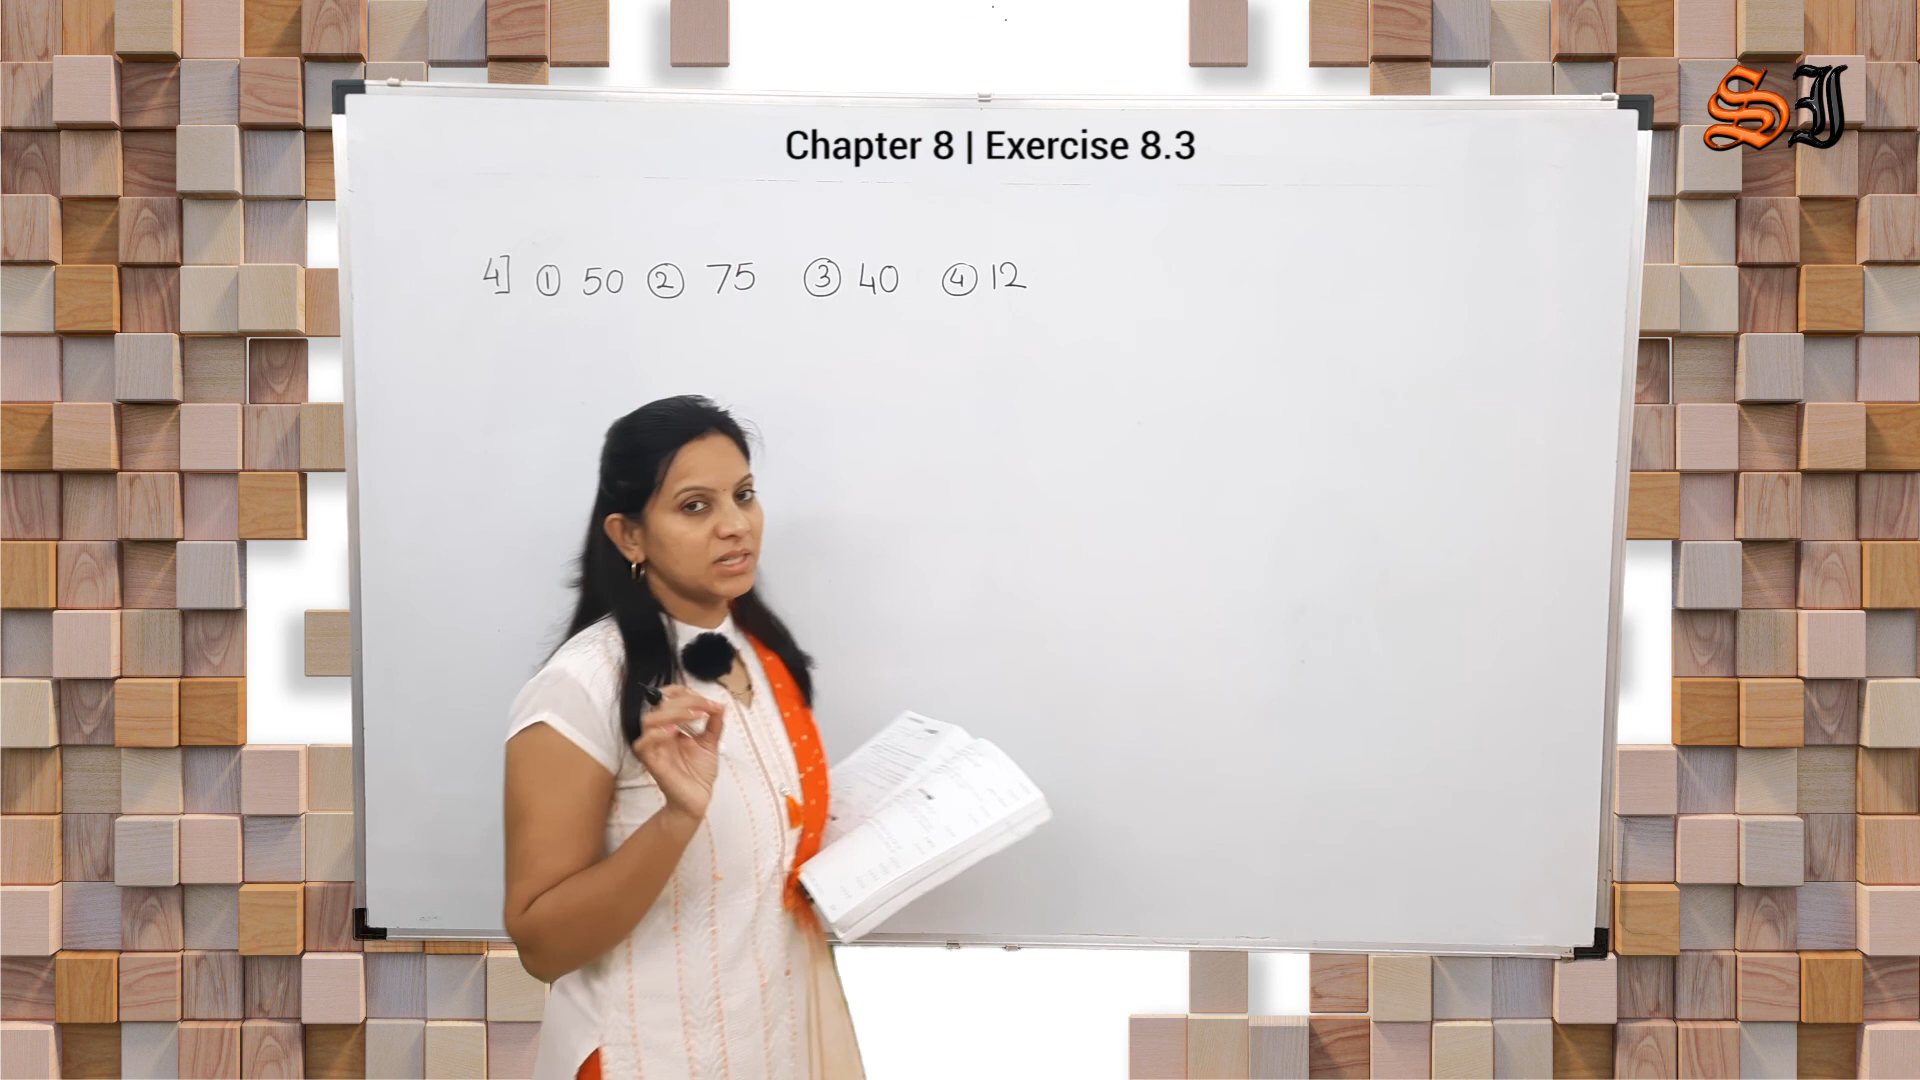 SJ
Chapter 8 | Exercise 8.3
4] ① 50 ② 75 ③ 40 ④ 12